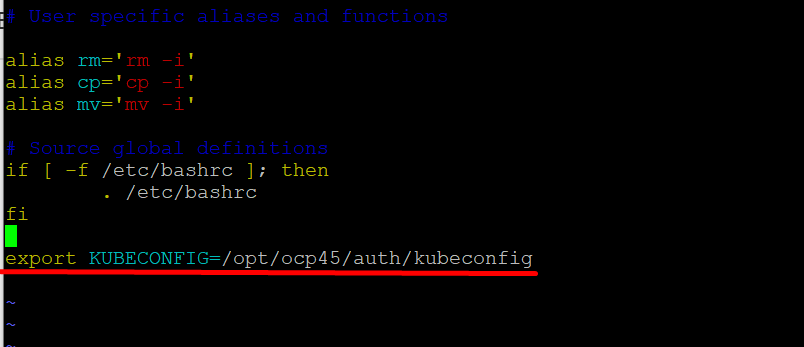 # User specific aliases and functions
alias rm='rm -i'
alias cp='cp -i'
alias mv='mv -i'
# Source global definitions
if [ -f /etc/bashrc ]; then
        . /etc/bashrc
fi
export KUBECONFIG=/opt/ocp45/auth/kubeconfig
~
~
~